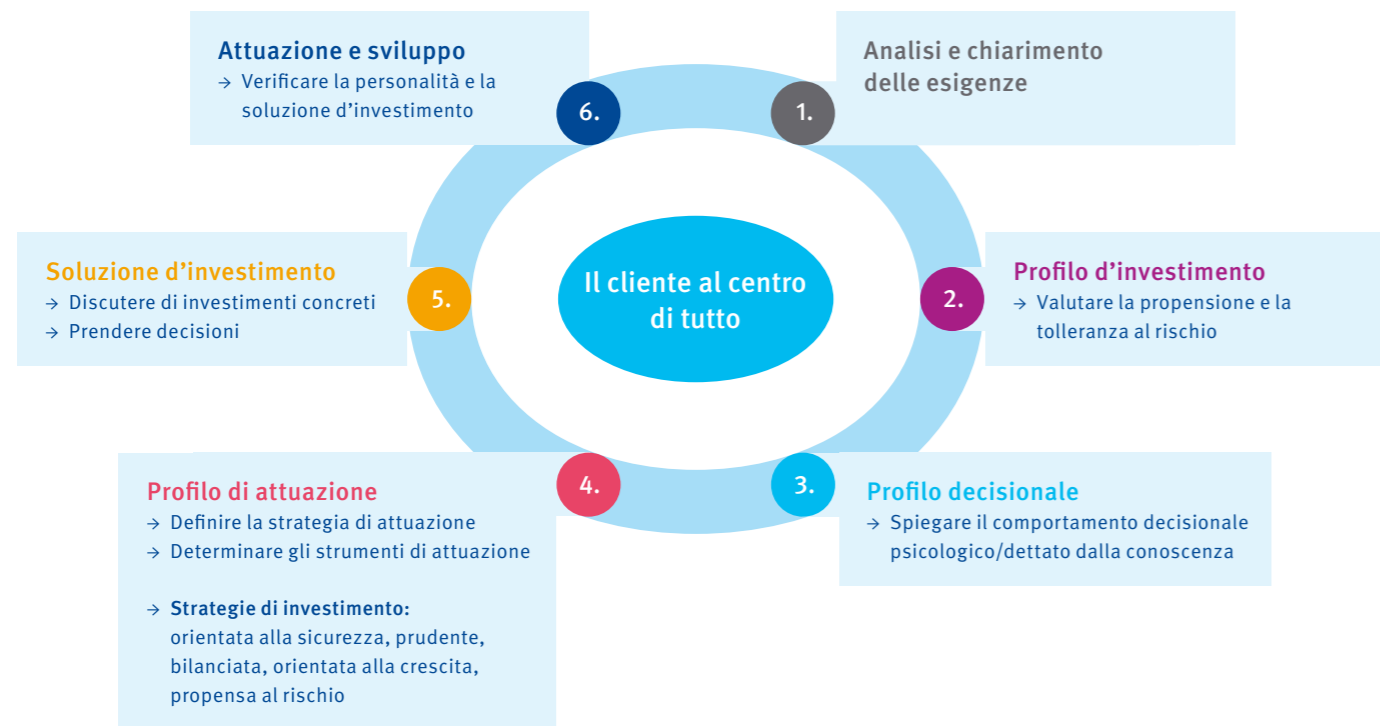 Attuazione e sviluppo
→ Verificare la personalità e la
soluzione d’investimento
6.
1.
Analisi e chiarimento
delle esigenze
Soluzione d’investimento
→ Discutere di investimenti concreti
→ Prendere decisioni
5.
Il cliente al centro
di tutto
2.
Profilo d’investimento
→ Valutare la propensione e la
tolleranza al rischio
Profilo di attuazione
→ Definire la strategia di attuazione
→ Determinare gli strumenti di attuazione
→ Strategie di investimento:
orientata alla sicurezza, prudente,
bilanciata, orientata alla crescita,
propensa al rischio
4.
3.
Profilo decisionale
→ Spiegare il comportamento decisionale
psicologico/dettato dalla conoscenza